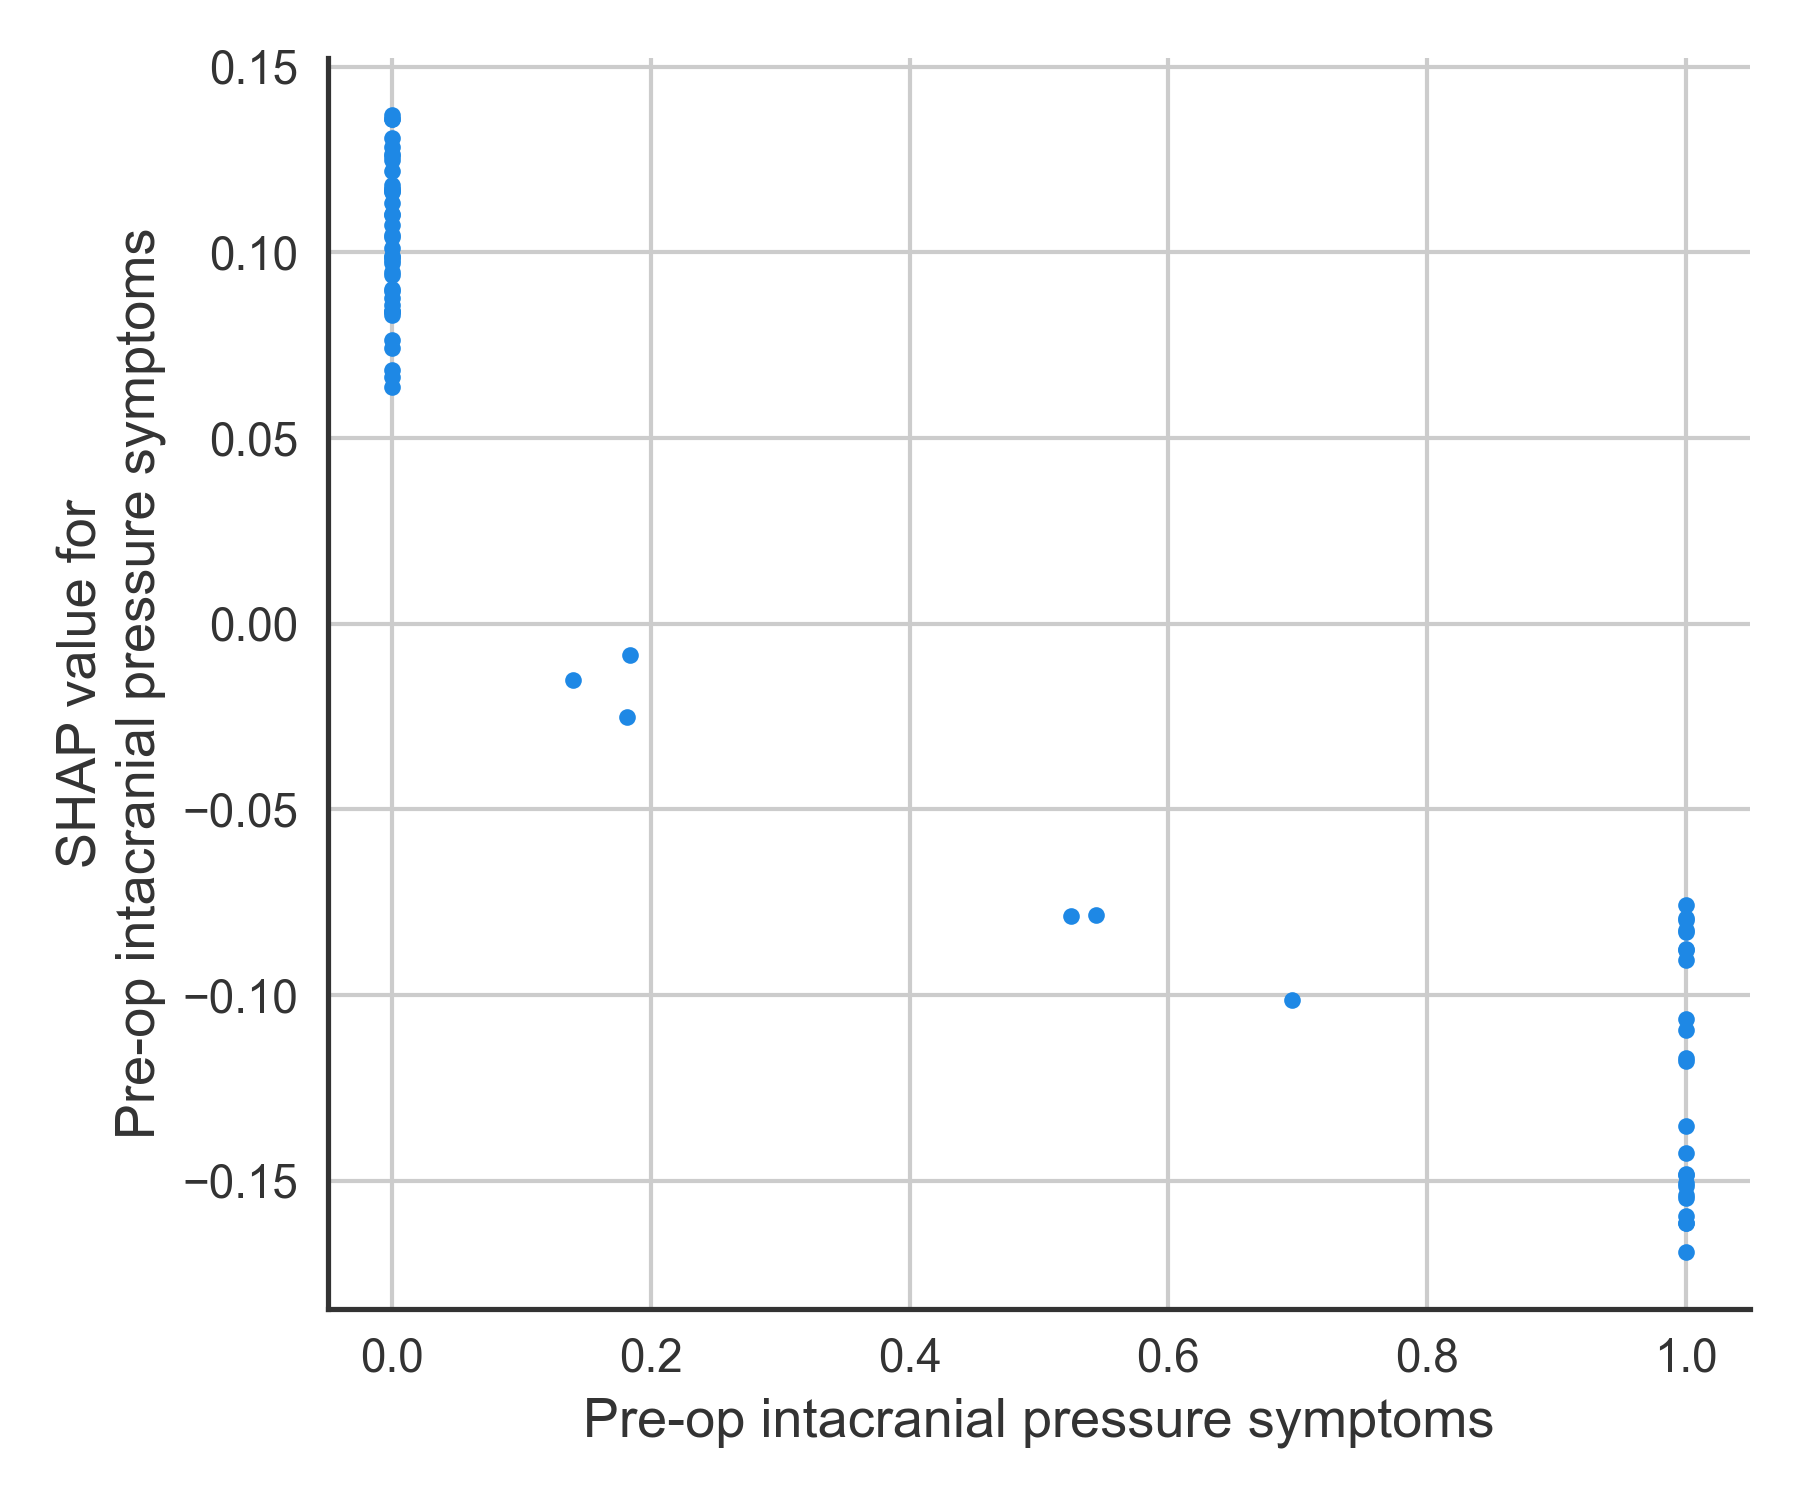 0.15
0.10
0.05
0.00
−0.05
−0.10
−0.15
SHAP value for
Pre-op intacranial pressure symptoms
0.0 0.2 0.4 0.6 0.8 1.0
Pre-op intacranial pressure symptoms